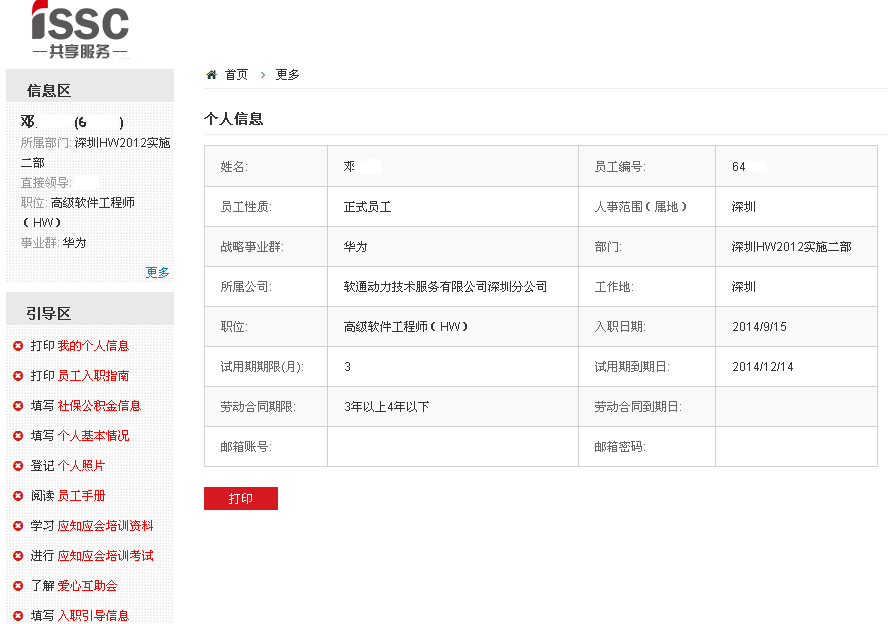 iSSC
共享服务
信息区
邓 (6 )
所属部门: 深圳HW2012实施
二部
直接领导:
职位: 高级软件工程师
（HW）
事业群: 华为
更多
引导区
打印 我的个人信息
打印 员工入职指南
填写 社保公积金信息
填写 个人基本情况
登记 个人照片
阅读 员工手册
学习 应知应会培训资料
进行 应知应会培训考试
了解 爱心互助会
填写 入职引导信息
首页 > 更多
个人信息
姓名: 邓 员工编号: 64
员工性质: 正式员工 人事范围（属地） 深圳
战略事业群: 华为 部门: 深圳HW2012实施二部
所属公司: 软通动力技术服务有限公司深圳分公司 工作地: 深圳
职位: 高级软件工程师（HW） 入职日期: 2014/9/15
试用期期限(月): 3 试用期到期日: 2014/12/14
劳动合同期限: 3年以上4年以下 劳动合同到期日:
邮箱账号: 邮箱密码:
打印